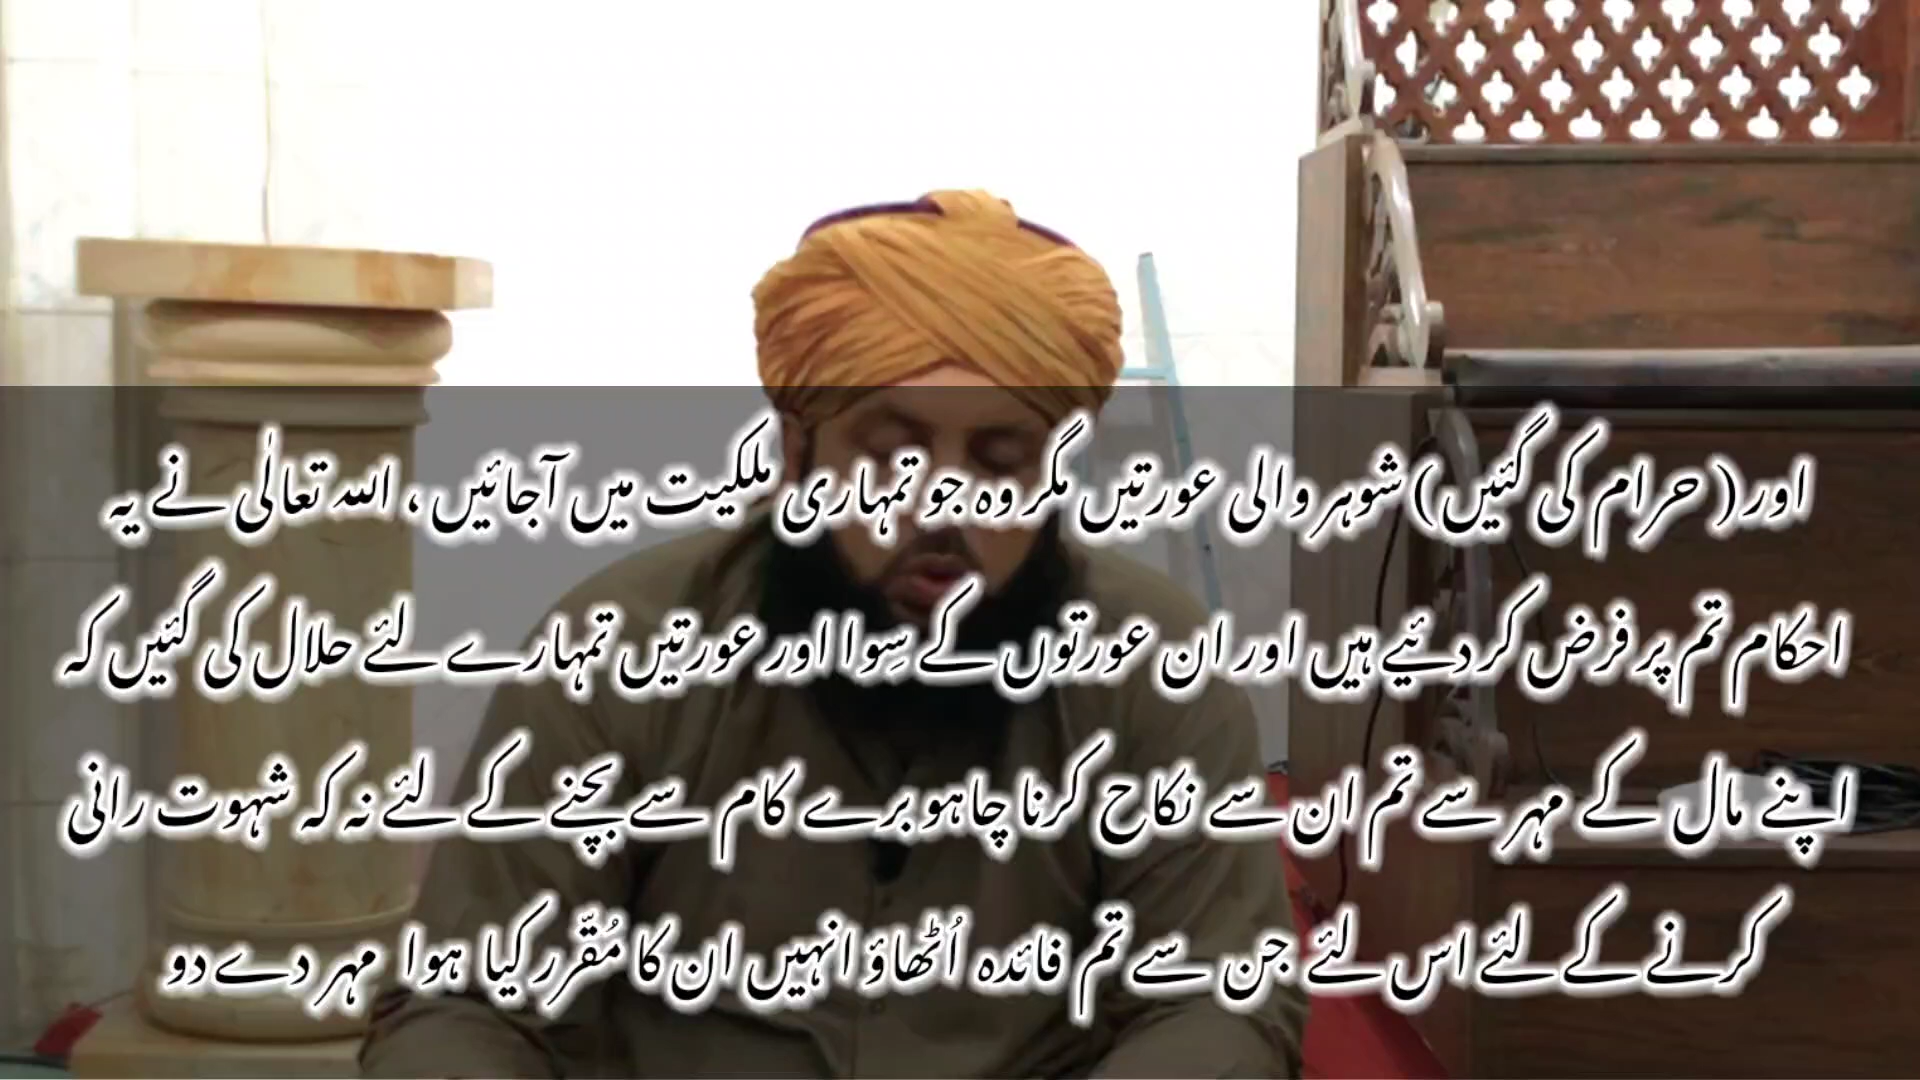 اور( حرام کی گئیں) شوہر والی عورتیں مگر وہ جو تمہاری ملکیت میں آجائیں ، اللہ تعالٰی نے یہ
احکام تم پر فرض کر دئیے ہیں اور ان عورتوں کے سِوا اور عورتیں تمہارے لئے حلال کی گئیں کہ
اپنے مال کے مہر سے تم ان سے نکاح کرنا چاہو برے کام سے بچنے کے لئے نہ کہ شہوت رانی
کرنے کے لئے اس لئے جن سے تم فائدہ اُٹھاؤ انہیں ان کا مُقرّر کیا ہوا مہر دے دو